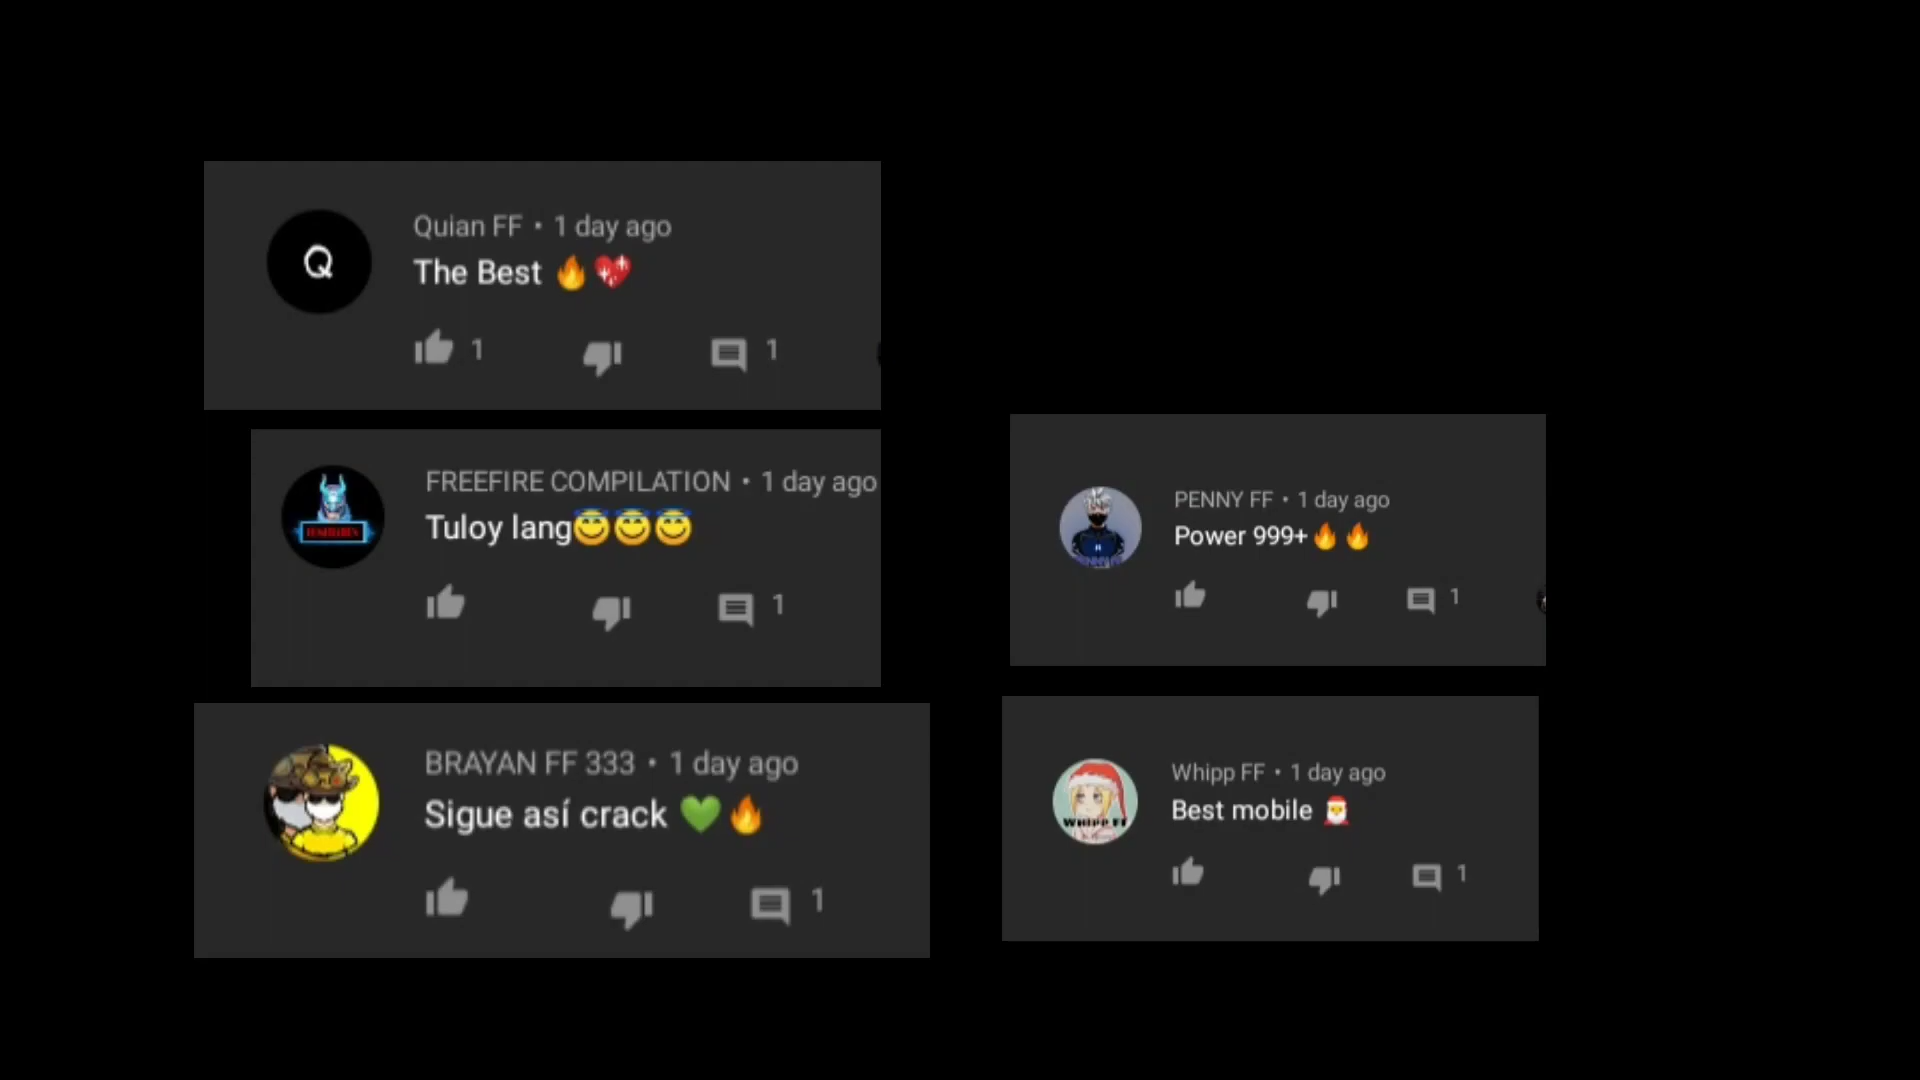 Q
Quian FF • 1 day ago
The Best 🔥💖
1
1
FREEFIRE COMPILATION • 1 day ago
Tuloy lang😇😇😇
1
BRAYAN FF 333 • 1 day ago
Sigue así crack 💚🔥
1
PENNY FF • 1 day ago
Power 999+🔥🔥
1
Whipp FF
Whipp FF • 1 day ago
Best mobile 🎅
1